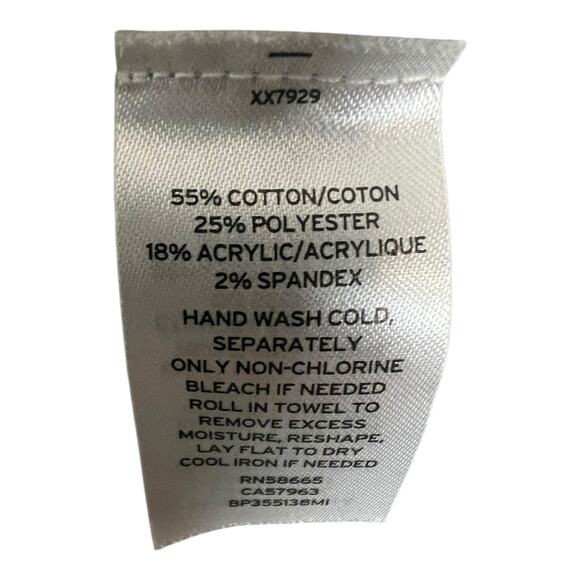 XX7929
55% COTTON/COTON
25% POLYESTER
18% ACRYLIC/ACRYLIQUE
2% SPANDEX
HAND WASH COLD,
SEPARATELY
ONLY NON-CHLORINE
BLEACH IF NEEDED
ROLL IN TOWEL TO
REMOVE EXCESS
MOISTURE, RESHAPE,
LAY FLAT TO DRY
COOL IRON IF NEEDED
RN58665
CA57963
BP355138MI